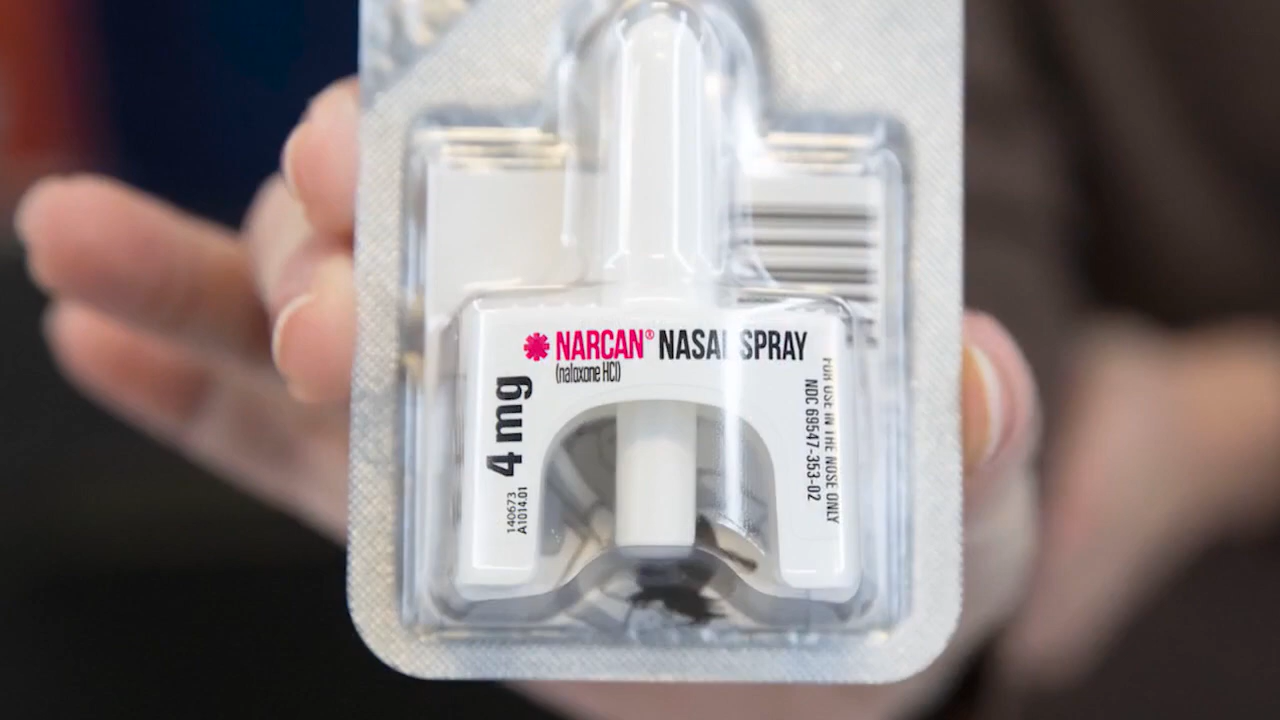 NARCAN® NASAL SPRAY
(naloxone HCl)
4 mg
140673
A1014.01
FOR USE IN THE NOSE ONLY
NDC 69547-353-02